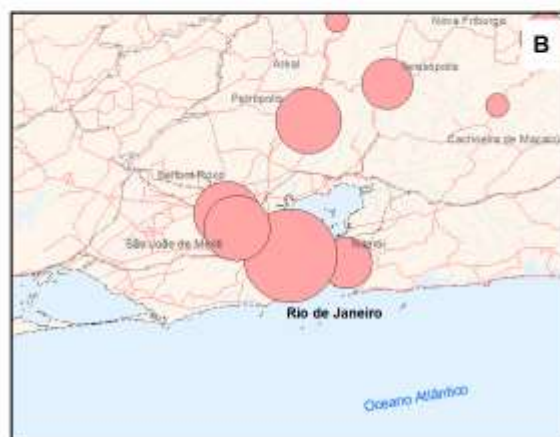 Nova Friburgo
B
Areal
Teresópolis
Petrópolis
Cachoeira de Macacu
Belford Roxo
São João de Meriti
Niterói
Rio de Janeiro
Oceano Atlântico